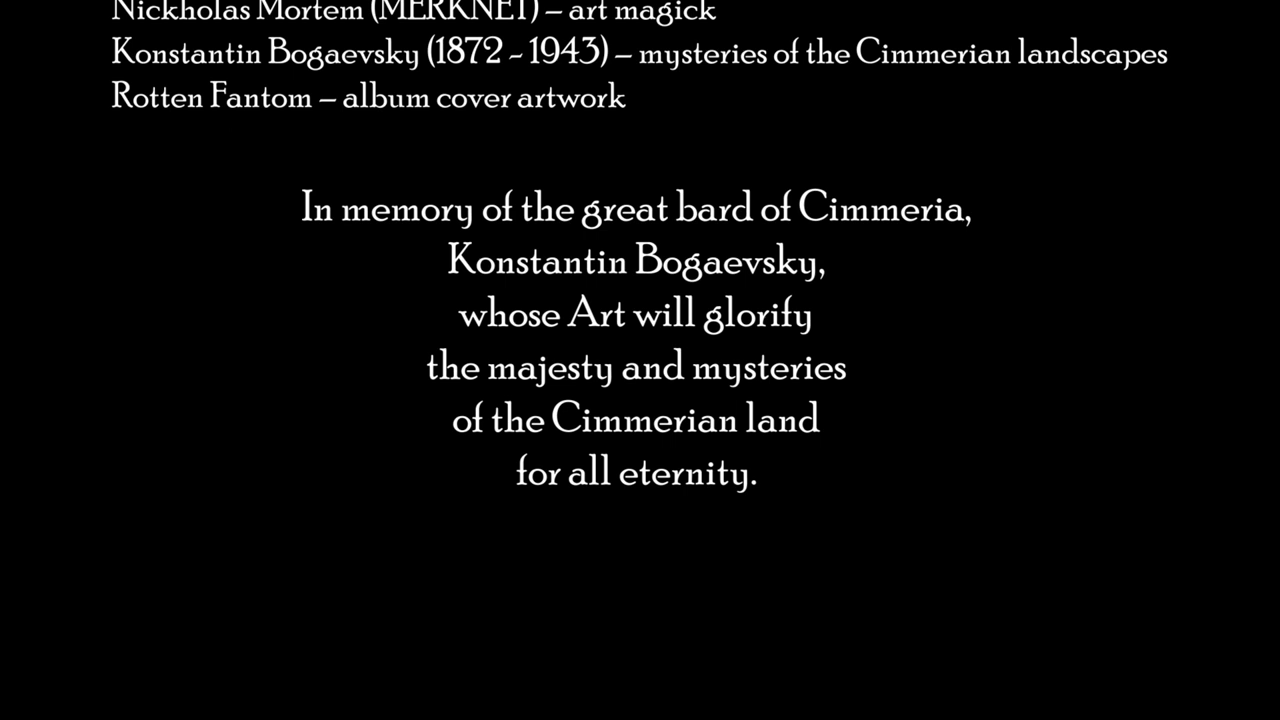 Nickholas Mortem (MERKNET) – art magick
Konstantin Bogaevsky (1872 - 1943) – mysteries of the Cimmerian landscapes
Rotten Fantom – album cover artwork
In memory of the great bard of Cimmeria,
Konstantin Bogaevsky,
whose Art will glorify
the majesty and mysteries
of the Cimmerian land
for all eternity.